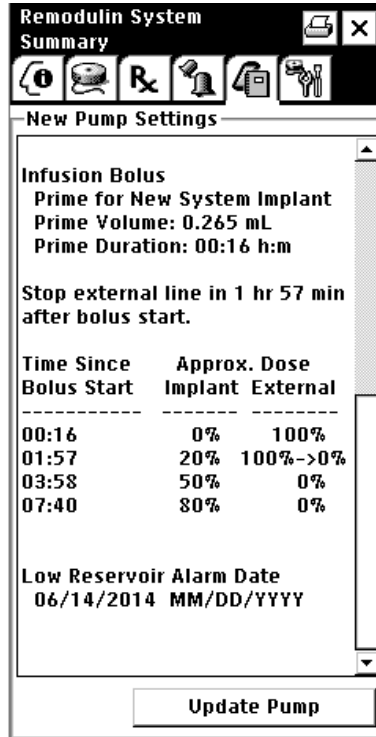 Remodulin System
Summary
Rx
New Pump Settings
Infusion Bolus
Prime for New System Implant
Prime Volume: 0.265 mL
Prime Duration: 00:16 h:m
Stop external line in 1 hr 57 min
after bolus start.
Time Since Approx. Dose
Bolus Start Implant External
----------- ------- --------
00:16 0% 100%
01:57 20% 100%->0%
03:58 50% 0%
07:40 80% 0%
Low Reservoir Alarm Date
06/14/2014 MM/DD/YYYY
Update Pump